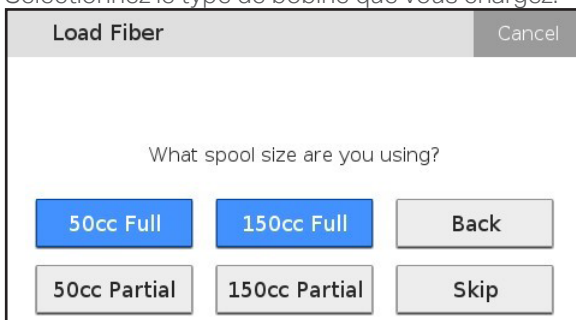 Sélectionnez le type de bobine que vous chargez.
Load Fiber Cancel
What spool size are you using?
50cc Full 150cc Full Back
50cc Partial 150cc Partial Skip